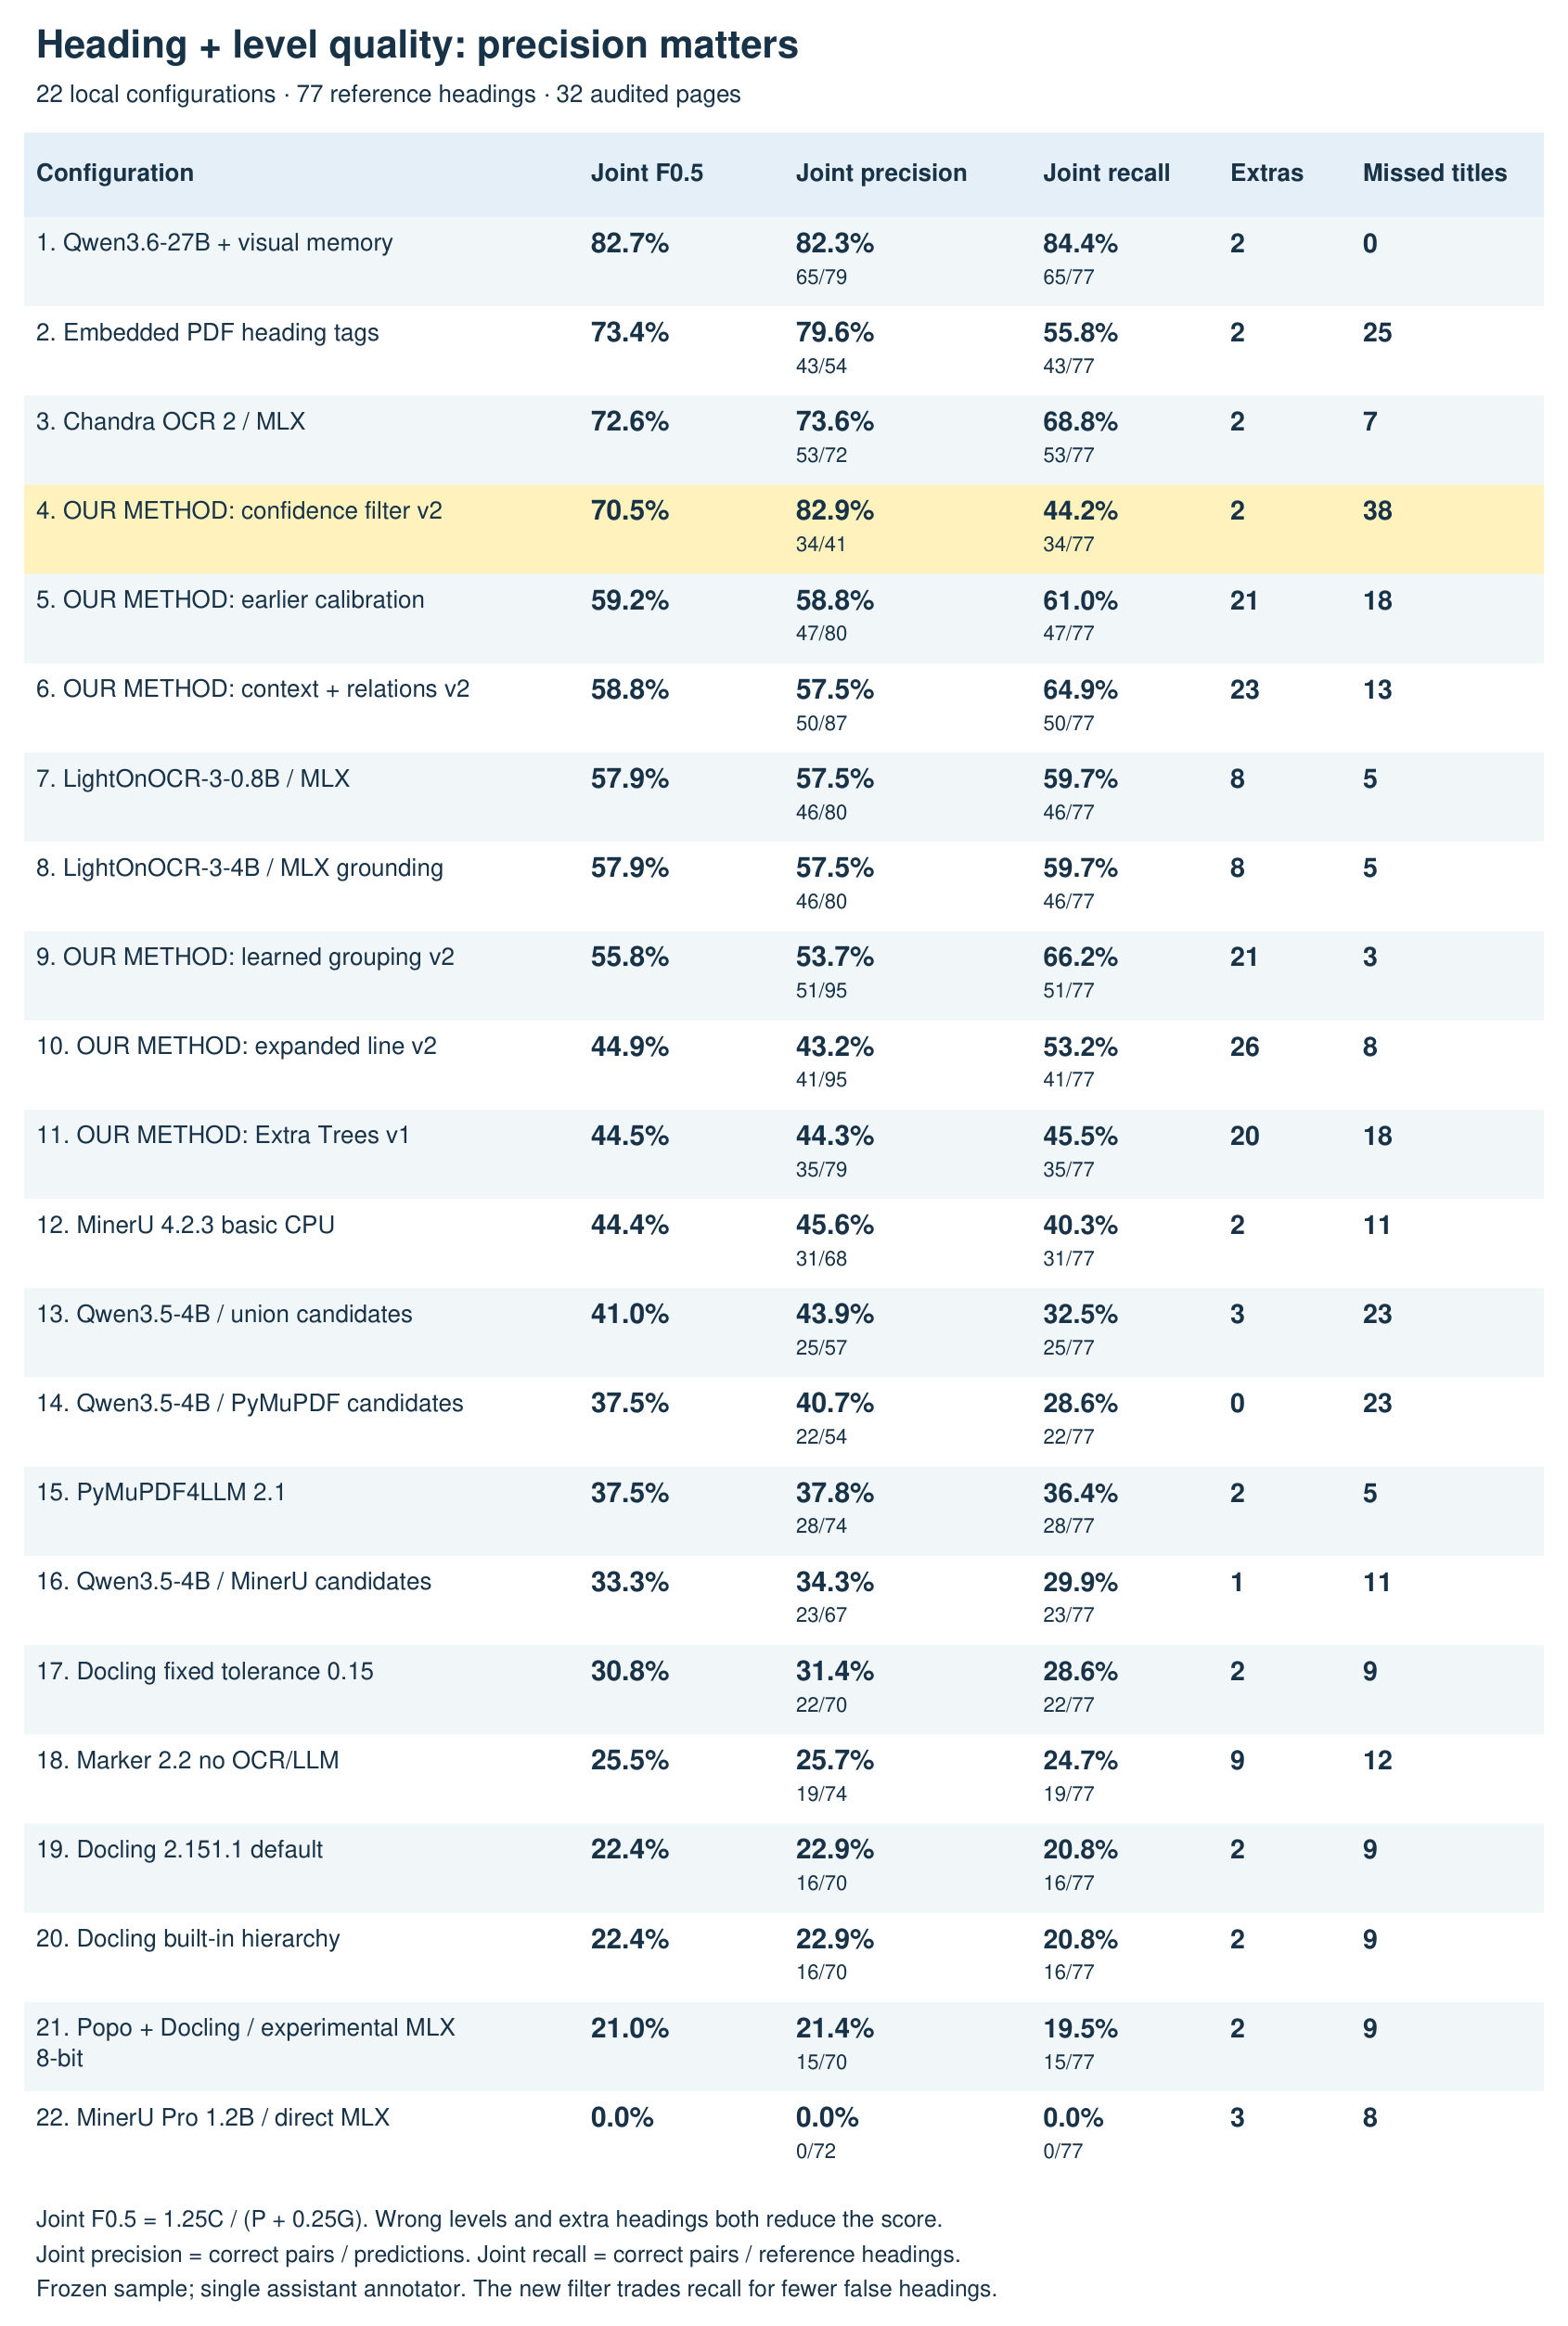 Heading + level quality: precision matters
22 local configurations · 77 reference headings · 32 audited pages
Configuration Joint F0.5 Joint precision Joint recall Extras Missed titles
1. Qwen3.6-27B + visual memory 82.7% 82.3% 84.4% 2 0
65/79 65/77
2. Embedded PDF heading tags 73.4% 79.6% 55.8% 2 25
43/54 43/77
3. Chandra OCR 2 / MLX 72.6% 73.6% 68.8% 2 7
53/72 53/77
4. OUR METHOD: confidence filter v2 70.5% 82.9% 44.2% 2 38
34/41 34/77
5. OUR METHOD: earlier calibration 59.2% 58.8% 61.0% 21 18
47/80 47/77
6. OUR METHOD: context + relations v2 58.8% 57.5% 64.9% 23 13
50/87 50/77
7. LightOnOCR-3-0.8B / MLX 57.9% 57.5% 59.7% 8 5
46/80 46/77
8. LightOnOCR-3-4B / MLX grounding 57.9% 57.5% 59.7% 8 5
46/80 46/77
9. OUR METHOD: learned grouping v2 55.8% 53.7% 66.2% 21 3
51/95 51/77
10. OUR METHOD: expanded line v2 44.9% 43.2% 53.2% 26 8
41/95 41/77
11. OUR METHOD: Extra Trees v1 44.5% 44.3% 45.5% 20 18
35/79 35/77
12. MinerU 4.2.3 basic CPU 44.4% 45.6% 40.3% 2 11
31/68 31/77
13. Qwen3.5-4B / union candidates 41.0% 43.9% 32.5% 3 23
25/57 25/77
14. Qwen3.5-4B / PyMuPDF candidates 37.5% 40.7% 28.6% 0 23
22/54 22/77
15. PyMuPDF4LLM 2.1 37.5% 37.8% 36.4% 2 5
28/74 28/77
16. Qwen3.5-4B / MinerU candidates 33.3% 34.3% 29.9% 1 11
23/67 23/77
17. Docling fixed tolerance 0.15 30.8% 31.4% 28.6% 2 9
22/70 22/77
18. Marker 2.2 no OCR/LLM 25.5% 25.7% 24.7% 9 12
19/74 19/77
19. Docling 2.151.1 default 22.4% 22.9% 20.8% 2 9
16/70 16/77
20. Docling built-in hierarchy 22.4% 22.9% 20.8% 2 9
16/70 16/77
21. Popo + Docling / experimental MLX 21.0% 21.4% 19.5% 2 9
8-bit 15/70 15/77
22. MinerU Pro 1.2B / direct MLX 0.0% 0.0% 0.0% 3 8
0/72 0/77
Joint F0.5 = 1.25C / (P + 0.25G). Wrong levels and extra headings both reduce the score.
Joint precision = correct pairs / predictions. Joint recall = correct pairs / reference headings.
Frozen sample; single assistant annotator. The new filter trades recall for fewer false headings.